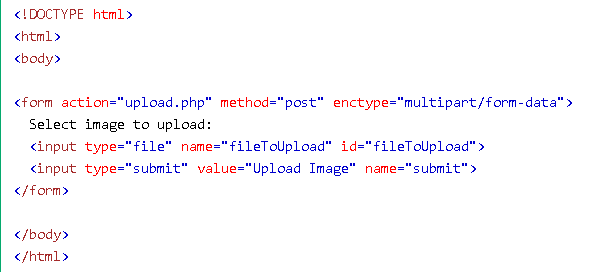 <!DOCTYPE html>
<html>
<body>
<form action="upload.php" method="post" enctype="multipart/form-data">
Select image to upload:
<input type="file" name="fileToUpload" id="fileToUpload">
<input type="submit" value="Upload Image" name="submit">
</form>
</body>
</html>